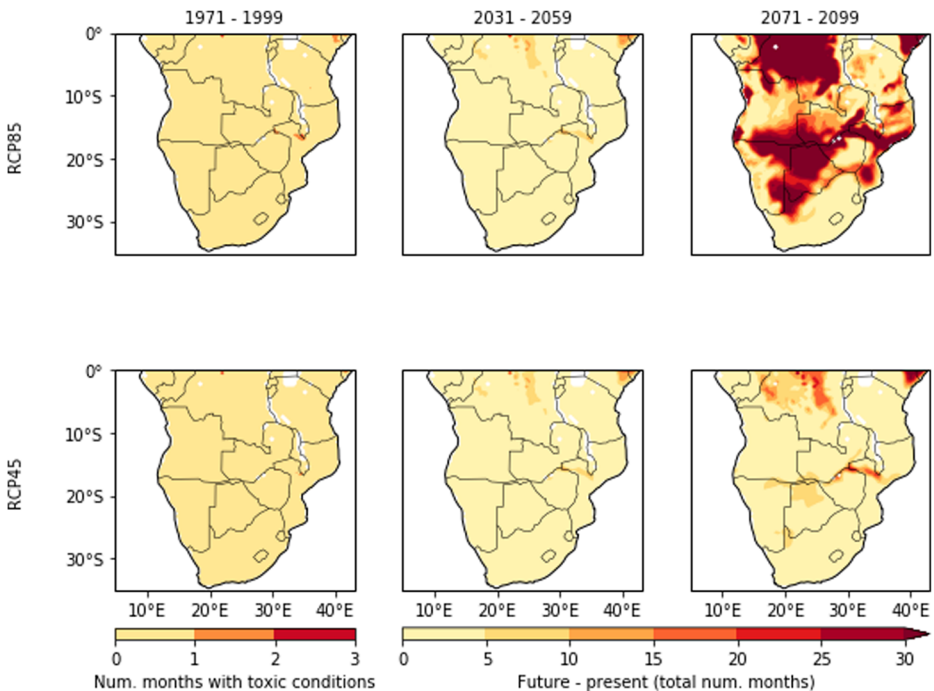 1971 - 1999
2031 - 2059
2071 - 2099
RCP85
0°
10°S
20°S
30°S
RCP45
0°
10°S
20°S
30°S
10°E 20°E 30°E 40°E
10°E 20°E 30°E 40°E
10°E 20°E 30°E 40°E
0 1 2 3
Num. months with toxic conditions
0 5 10 15 20 25 30
Future - present (total num. months)